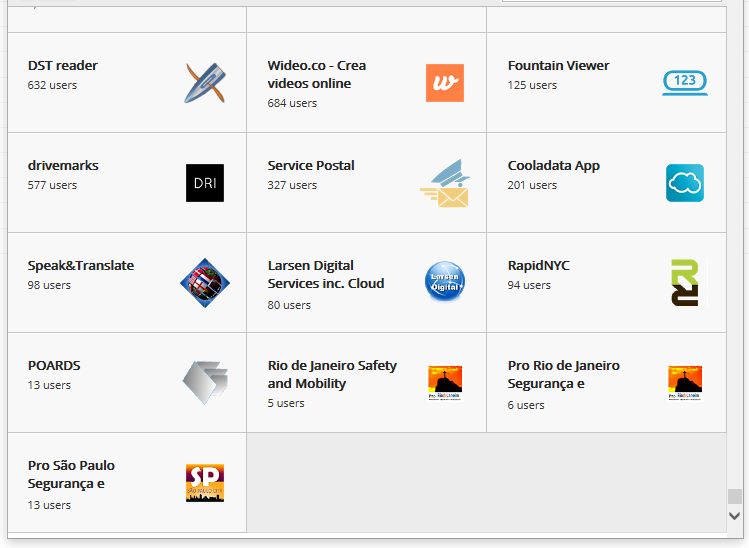 DST reader
632 users
Wideo.co - Crea
videos online
684 users
w
Fountain Viewer
125 users
123
drivemarks
577 users
DRI
Service Postal
327 users
Cooladata App
201 users
Speak&Translate
98 users
Larsen Digital
Services inc. Cloud
80 users
Larsen
Digital
RapidNYC
94 users
POARDS
13 users
Rio de Janeiro Safety
and Mobility
5 users
Pro Rio de Janeiro
Segurança e
6 users
Pro São Paulo
Segurança e
13 users
SP
SÃO PAULO CITY